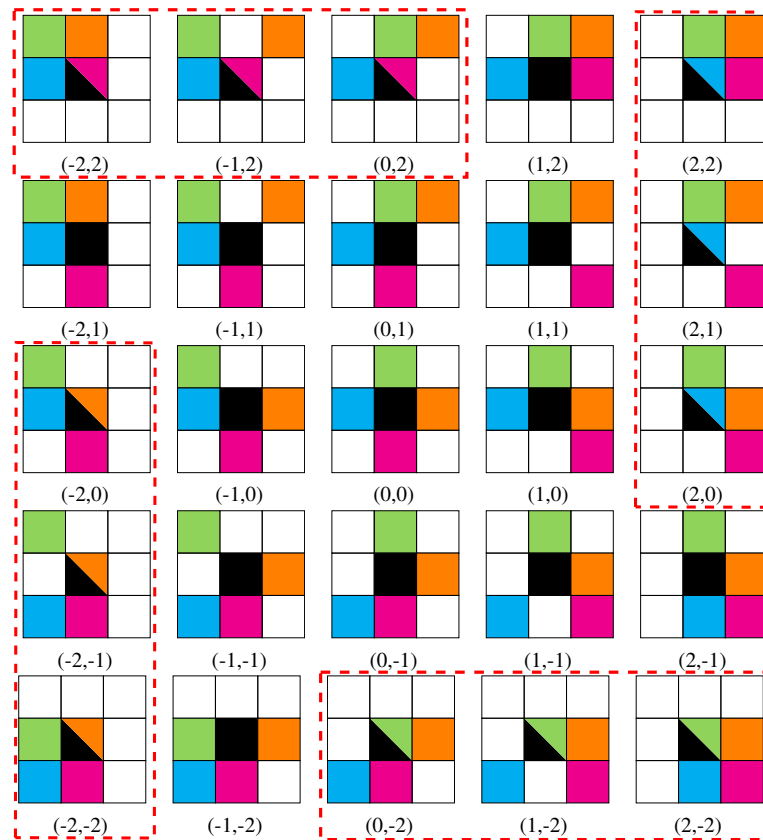 (-2,2) (-1,2) (0,2) (1,2) (2,2)
(-2,1) (-1,1) (0,1) (1,1) (2,1)
(-2,0) (-1,0) (0,0) (1,0) (2,0)
(-2,-1) (-1,-1) (0,-1) (1,-1) (2,-1)
(-2,-2) (-1,-2) (0,-2) (1,-2) (2,-2)